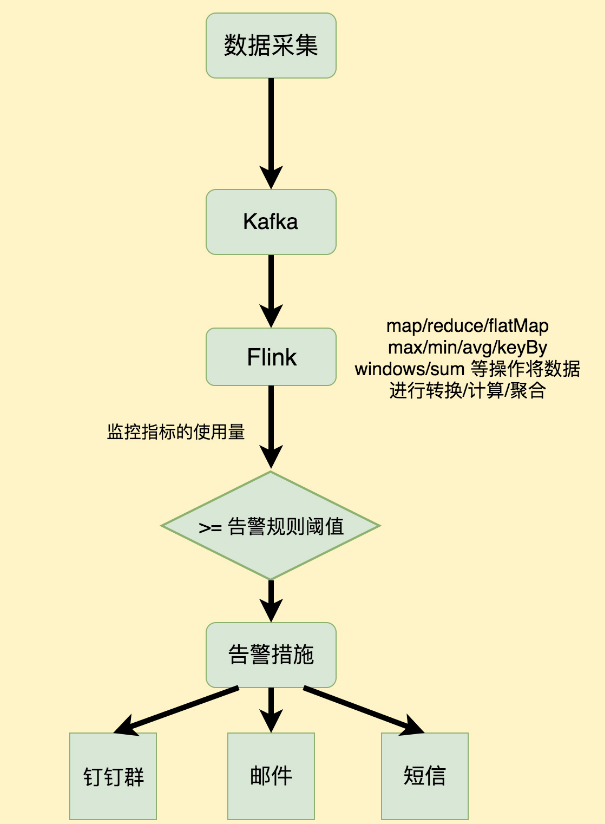 数据采集
Kafka
Flink
map/reduce/flatMap
max/min/avg/keyBy
windows/sum 等操作将数据
进行转换/计算/聚合
监控指标的使用量
>= 告警规则阈值
告警措施
钉钉群
邮件
短信